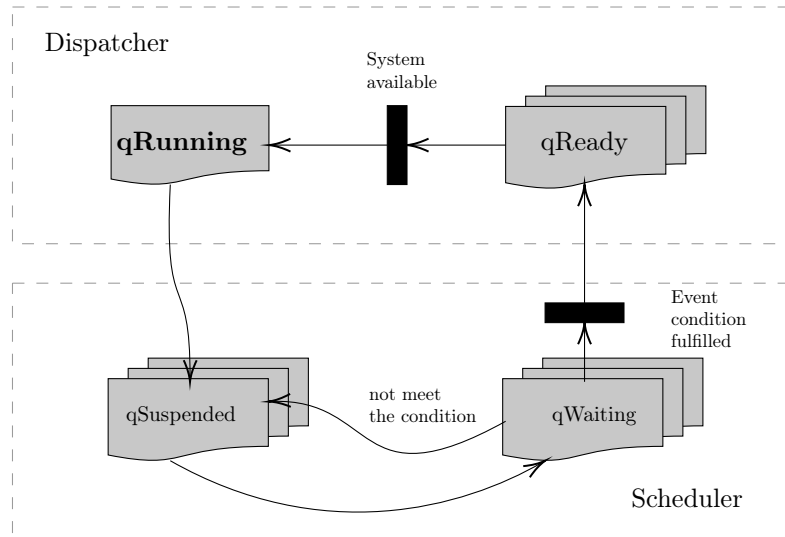 Dispatcher
System
available
qRunning
qReady
Event
condition
fulfilled
not meet
the condition
qSuspended
qWaiting
Scheduler